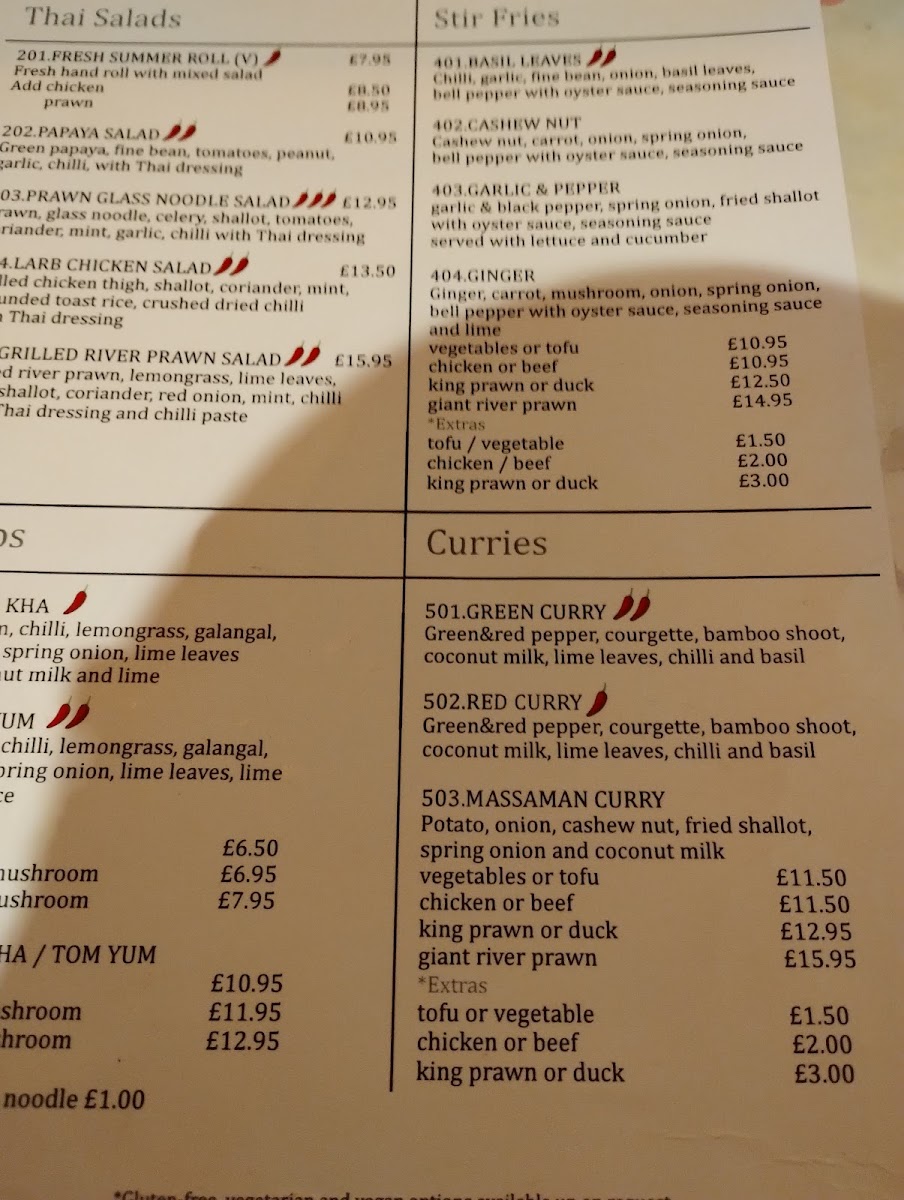 Thai Salads
201.FRESH SUMMER ROLL (V) £7.95
Fresh hand roll with mixed salad
Add chicken £8.50
prawn £8.95
202.PAPAYA SALAD £10.95
Green papaya, fine bean, tomatoes, peanut,
garlic, chilli, with Thai dressing
03.PRAWN GLASS NOODLE SALAD £12.95
rawn, glass noodle, celery, shallot, tomatoes,
riander, mint, garlic, chilli with Thai dressing
4.LARB CHICKEN SALAD £13.50
lled chicken thigh, shallot, coriander, mint,
unded toast rice, crushed dried chilli
Thai dressing
GRILLED RIVER PRAWN SALAD £15.95
d river prawn, lemongrass, lime leaves,
shallot, coriander, red onion, mint, chilli
Thai dressing and chilli paste
Stir Fries
401.BASIL LEAVES
Chilli, garlic, fine bean, onion, basil leaves,
bell pepper with oyster sauce, seasoning sauce
402.CASHEW NUT
Cashew nut, carrot, onion, spring onion,
bell pepper with oyster sauce, seasoning sauce
403.GARLIC & PEPPER
garlic & black pepper, spring onion, fried shallot
with oyster sauce, seasoning sauce
served with lettuce and cucumber
404.GINGER
Ginger, carrot, mushroom, onion, spring onion,
bell pepper with oyster sauce, seasoning sauce
and lime
vegetables or tofu £10.95
chicken or beef £10.95
king prawn or duck £12.50
giant river prawn £14.95
*Extras
tofu / vegetable £1.50
chicken / beef £2.00
king prawn or duck £3.00
PS
KHA
, chilli, lemongrass, galangal,
spring onion, lime leaves
ut milk and lime
UM
chilli, lemongrass, galangal,
pring onion, lime leaves, lime
ce
£6.50
mushroom £6.95
ushroom £7.95
HA / TOM YUM
£10.95
shroom £11.95
hroom £12.95
noodle £1.00
Curries
501.GREEN CURRY
Green&red pepper, courgette, bamboo shoot,
coconut milk, lime leaves, chilli and basil
502.RED CURRY
Green&red pepper, courgette, bamboo shoot,
coconut milk, lime leaves, chilli and basil
503.MASSAMAN CURRY
Potato, onion, cashew nut, fried shallot,
spring onion and coconut milk
vegetables or tofu £11.50
chicken or beef £11.50
king prawn or duck £12.95
giant river prawn £15.95
*Extras
tofu or vegetable £1.50
chicken or beef £2.00
king prawn or duck £3.00
*Gluten-free, vegetarian and vegan options available up on request